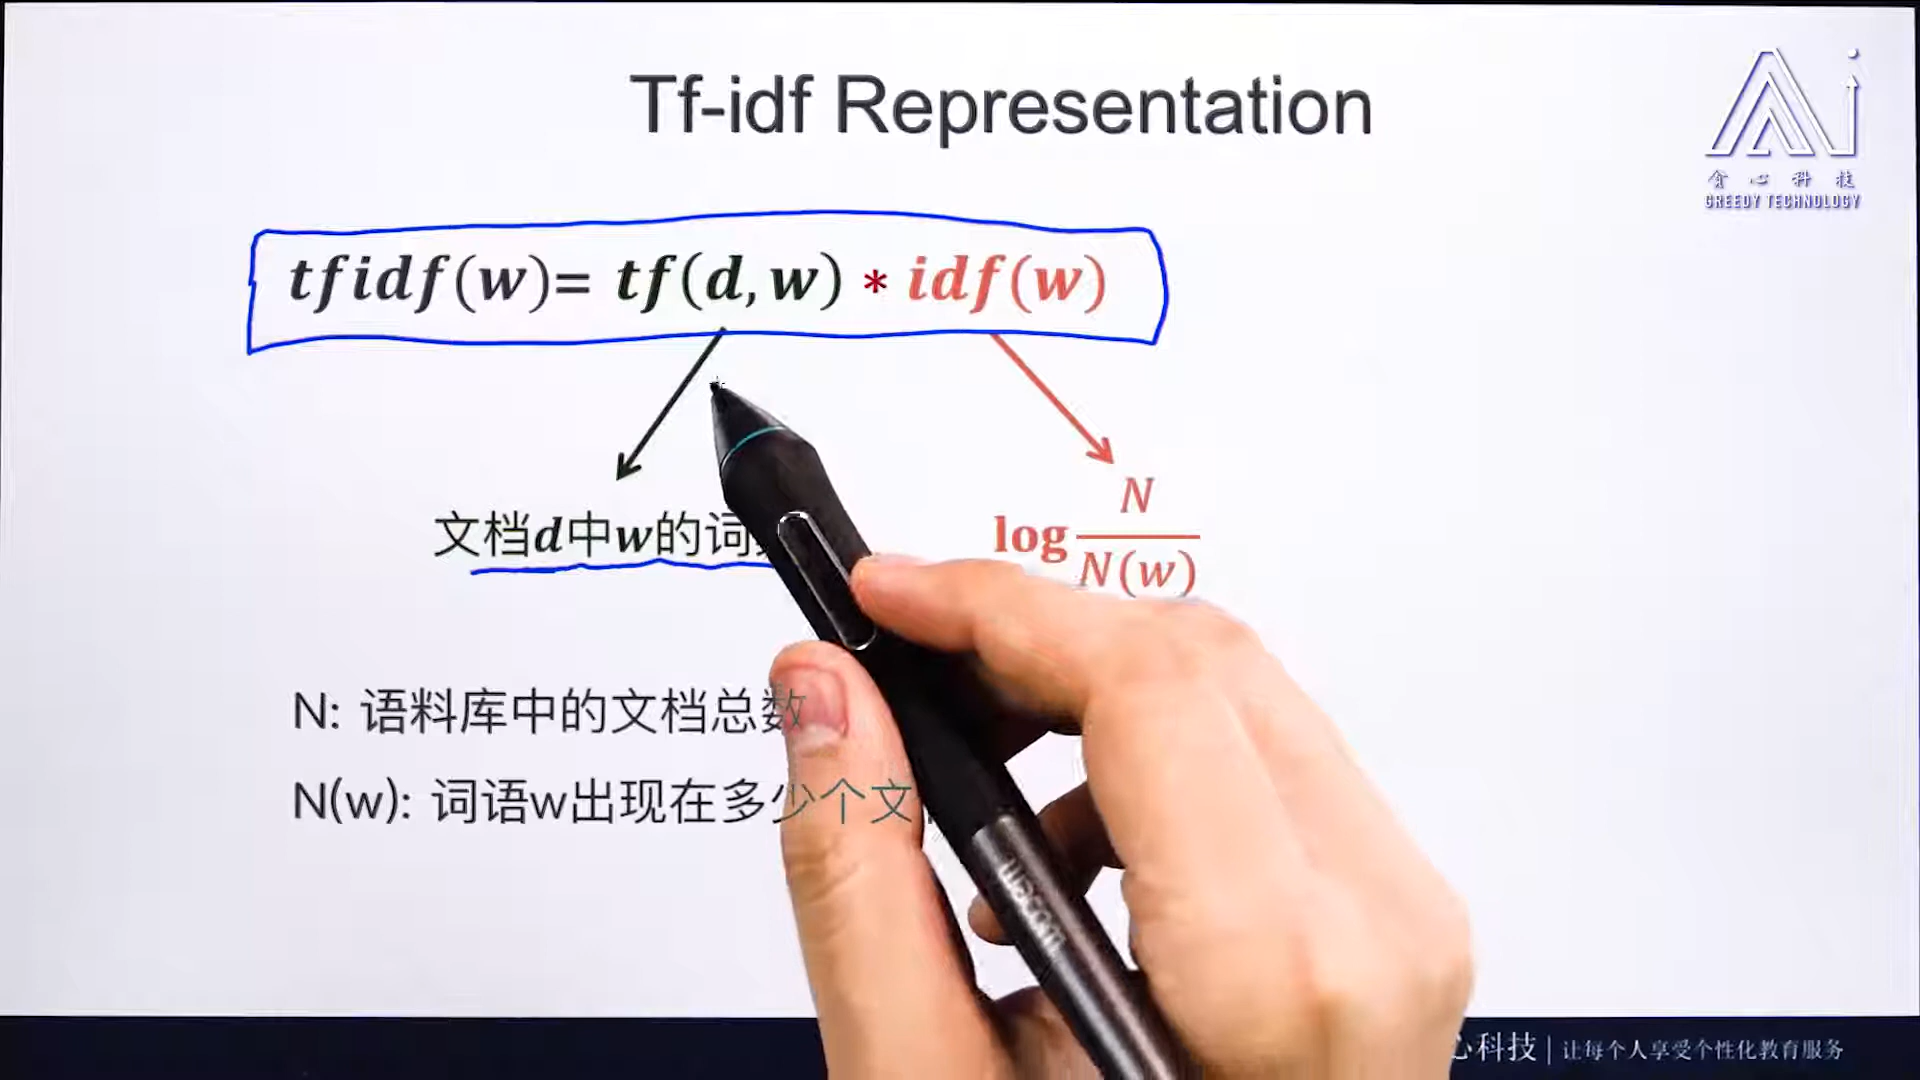 Tf-idf Representation
贪心科技
GREEDY TECHNOLOGY
tfidf(w)= tf(d,w) * idf(w)
文档d中w的词
log N/N(w)
N: 语料库中的文档总数
N(w): 词语w出现在多少个文
心科技 | 让每个人享受个性化教育服务
wacom